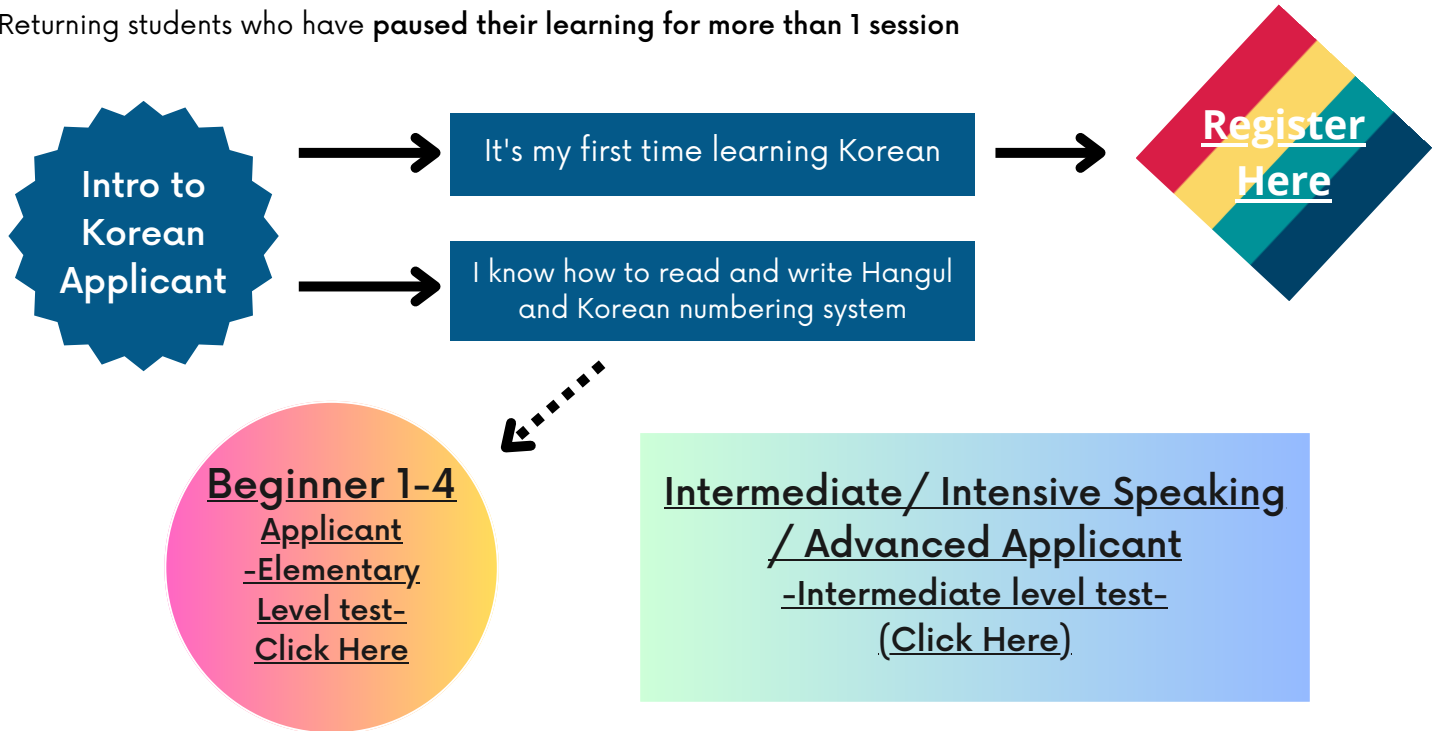 Returning students who have paused their learning for more than 1 session
Intro to
Korean
Applicant
It's my first time learning Korean
Register
Here
I know how to read and write Hangul
and Korean numbering system
Beginner 1-4
Applicant
-Elementary
Level test-
Click Here
Intermediate/ Intensive Speaking
/ Advanced Applicant
-Intermediate level test-
(Click Here)